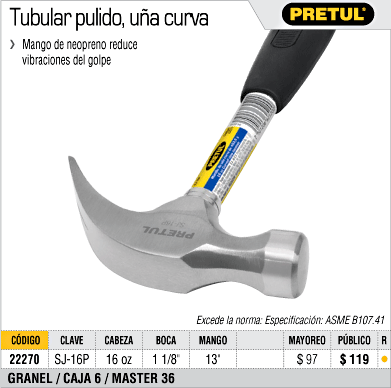 Tubular pulido, uña curva
PRETUL®
❯ Mango de neopreno reduce
vibraciones del golpe
PRETUL
PRETUL
Excede la norma: Especificación: ASME B107.41
CÓDIGO CLAVE CABEZA BOCA MANGO MAYOREO PÚBLICO R
22270 SJ-16P 16 oz 1 1/8" 13' $ 97 $ 119 ●
GRANEL / CAJA 6 / MASTER 36